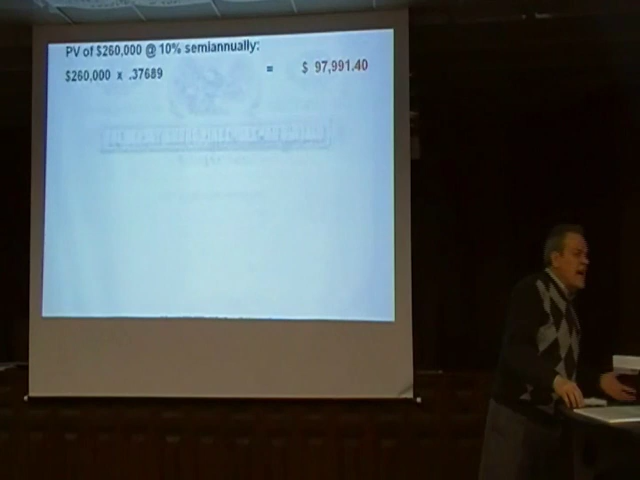 PV of $260,000 @ 10% semiannually:
$260,000 x .37689 = $ 97,991.40